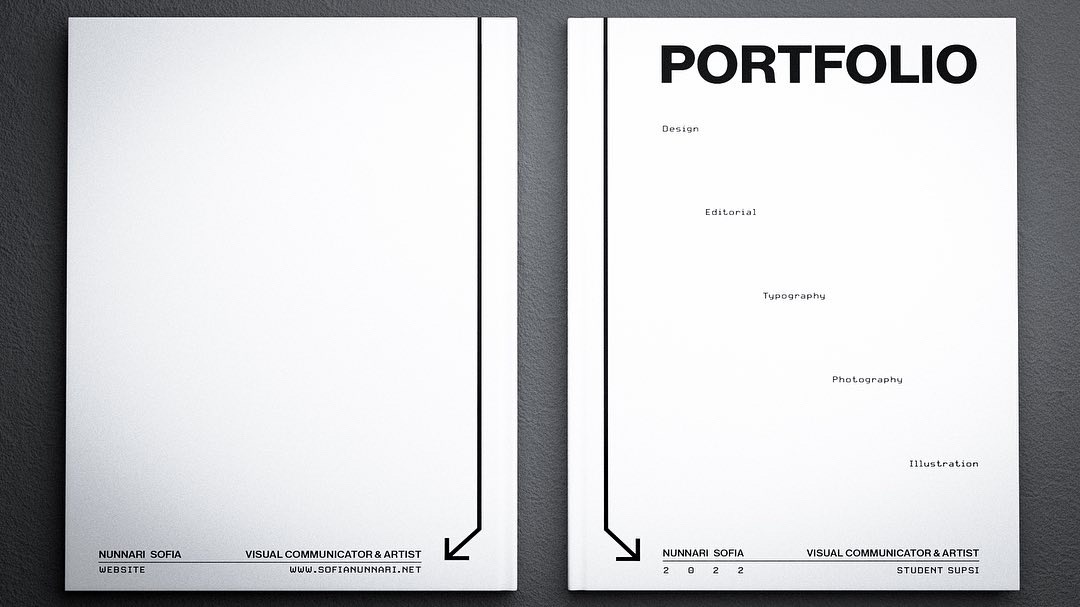 NUNNARI SOFIA VISUAL COMMUNICATOR & ARTIST
WEBSITE WWW.SOFIANUNNARI.NET
PORTFOLIO
Design
Editorial
Typography
Photography
Illustration
NUNNARI SOFIA VISUAL COMMUNICATOR & ARTIST
2 0 2 2 STUDENT SUPSI